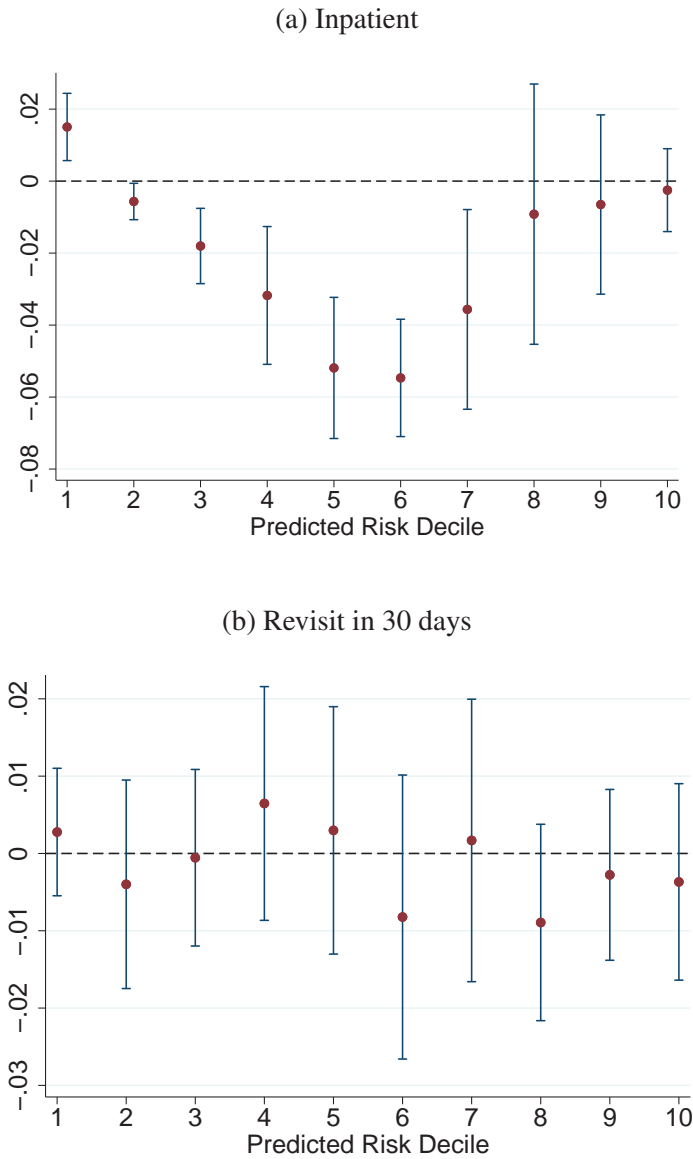 (a) Inpatient
.02
0
−.02
−.04
−.06
−.08
1 2 3 4 5 6 7 8 9 10
Predicted Risk Decile
(b) Revisit in 30 days
.02
.01
0
−.01
−.02
−.03
1 2 3 4 5 6 7 8 9 10
Predicted Risk Decile